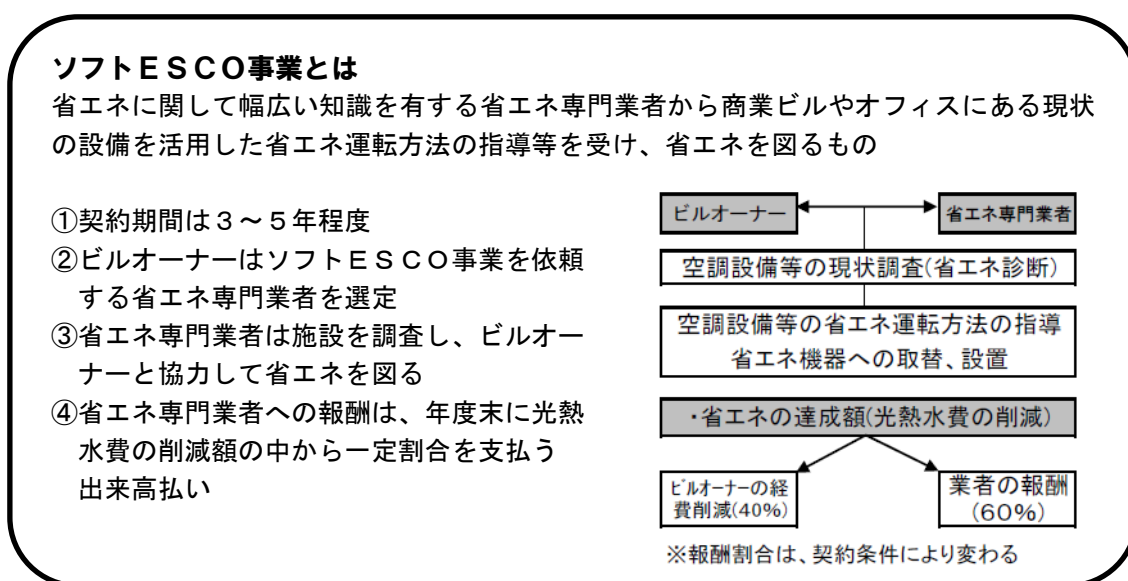 ソフトＥＳＣＯ事業とは
省エネに関して幅広い知識を有する省エネ専門業者から商業ビルやオフィスにある現状
の設備を活用した省エネ運転方法の指導等を受け、省エネを図るもの
①契約期間は３～５年程度
②ビルオーナーはソフトＥＳＣＯ事業を依頼
する省エネ専門業者を選定
③省エネ専門業者は施設を調査し、ビルオー
ナーと協力して省エネを図る
④省エネ専門業者への報酬は、年度末に光熱
水費の削減額の中から一定割合を支払う
出来高払い
ビルオーナー
省エネ専門業者
空調設備等の現状調査(省エネ診断)
空調設備等の省エネ運転方法の指導
省エネ機器への取替、設置
・省エネの達成額(光熱水費の削減)
ﾋﾞﾙｵｰﾅｰの経
費削減(40%)
業者の報酬
(60%)
※報酬割合は、契約条件により変わる